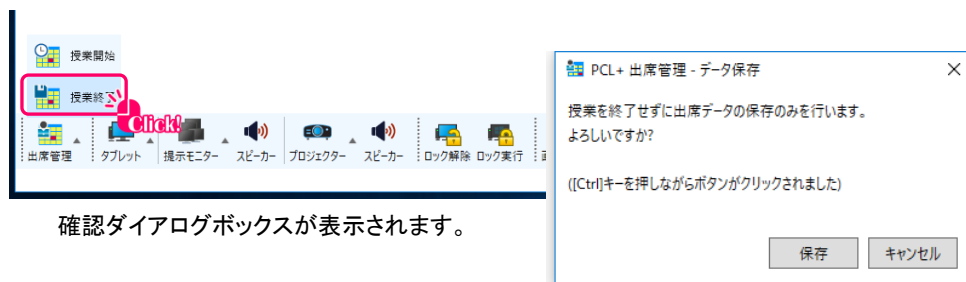 授業開始
授業終了
Click!
出席管理
タブレット
提示モニター
スピーカー
プロジェクター
スピーカー
ロック解除
ロック実行
確認ダイアログボックスが表示されます。
PCL+ 出席管理 - データ保存
授業を終了せずに出席データの保存のみを行います。
よろしいですか?
([Ctrl]キーを押しながらボタンがクリックされました)
保存
キャンセル